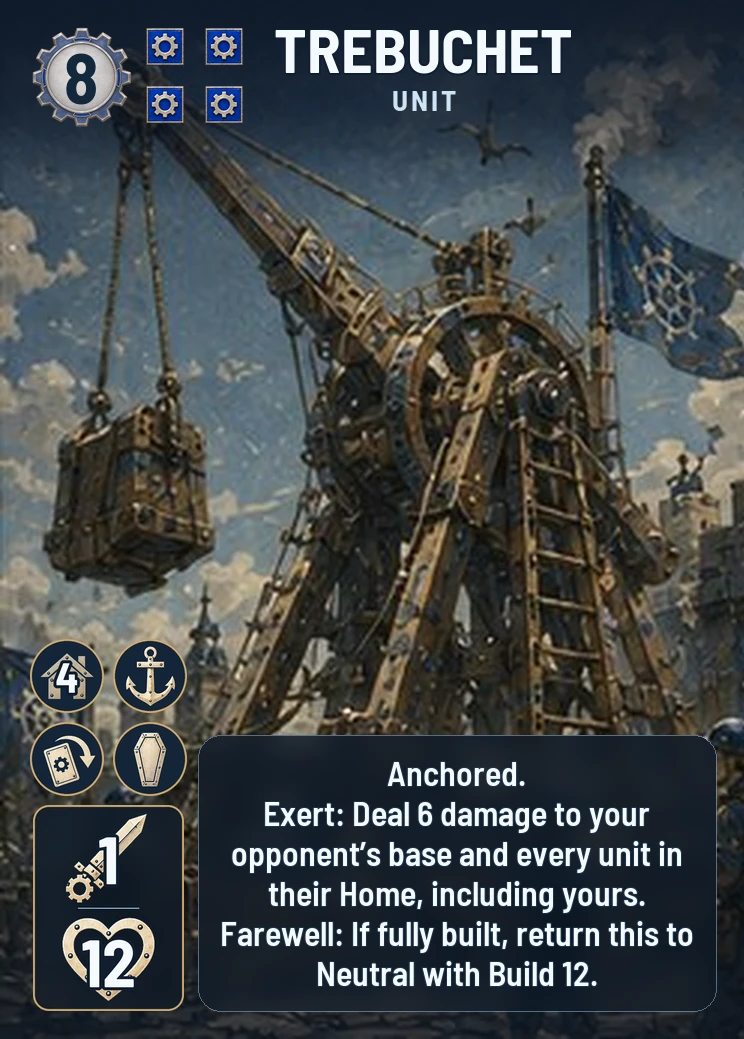 8
TREBUCHET
UNIT
4
1
12
Anchored.
Exert: Deal 6 damage to your
opponent’s base and every unit in
their Home, including yours.
Farewell: If fully built, return this to
Neutral with Build 12.